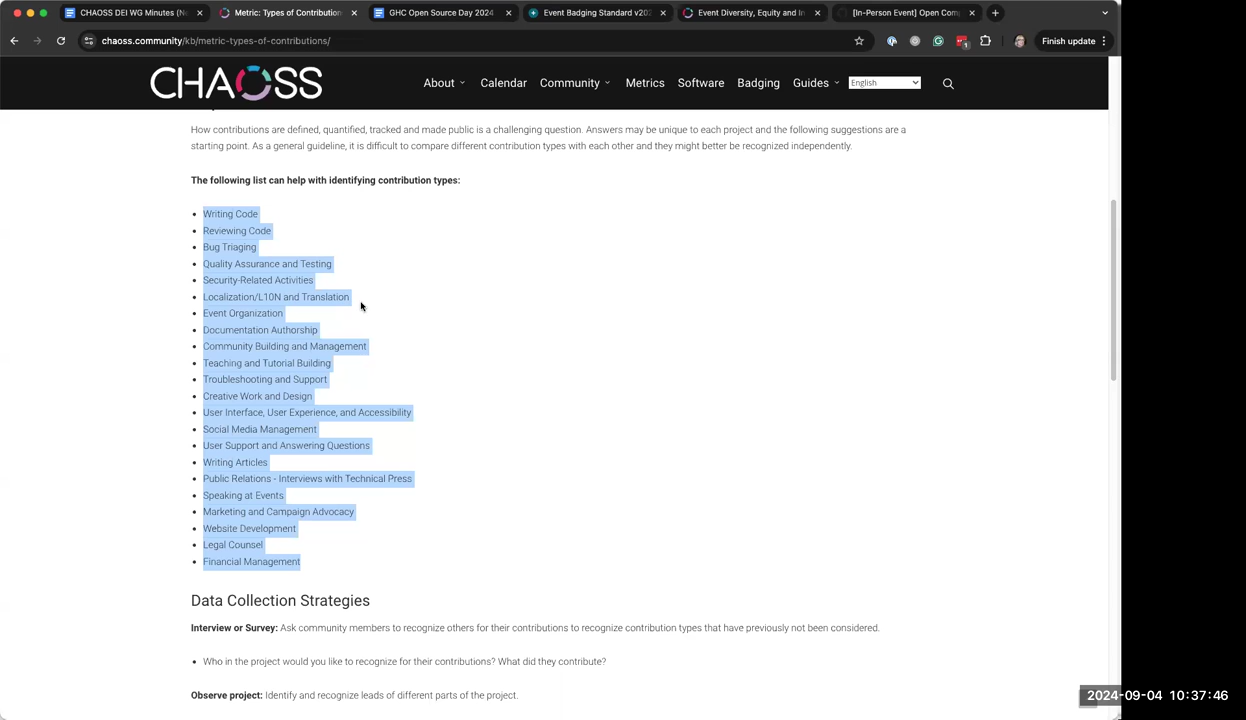 CHAOSS DEI WG Minutes (N
Metric: Types of Contribution
GHC Open Source Day 2024
Event Badging Standard v202
Event Diversity, Equity and In
[In-Person Event] Open Com
chaoss.community/kb/metric-types-of-contributions/
1
Finish update
CHAOSS
About
Calendar
Community
Metrics
Software
Badging
Guides
English
How contributions are defined, quantified, tracked and made public is a challenging question. Answers may be unique to each project and the following suggestions are a
starting point. As a general guideline, it is difficult to compare different contribution types with each other and they might better be recognized independently.
The following list can help with identifying contribution types:
Writing Code
Reviewing Code
Bug Triaging
Quality Assurance and Testing
Security-Related Activities
Localization/L10N and Translation
Event Organization
Documentation Authorship
Community Building and Management
Teaching and Tutorial Building
Troubleshooting and Support
Creative Work and Design
User Interface, User Experience, and Accessibility
Social Media Management
User Support and Answering Questions
Writing Articles
Public Relations - Interviews with Technical Press
Speaking at Events
Marketing and Campaign Advocacy
Website Development
Legal Counsel
Financial Management
Data Collection Strategies
Interview or Survey: Ask community members to recognize others for their contributions to recognize contribution types that have previously not been considered.
Who in the project would you like to recognize for their contributions? What did they contribute?
Observe project: Identify and recognize leads of different parts of the project.
2024-09-04 10:37:46